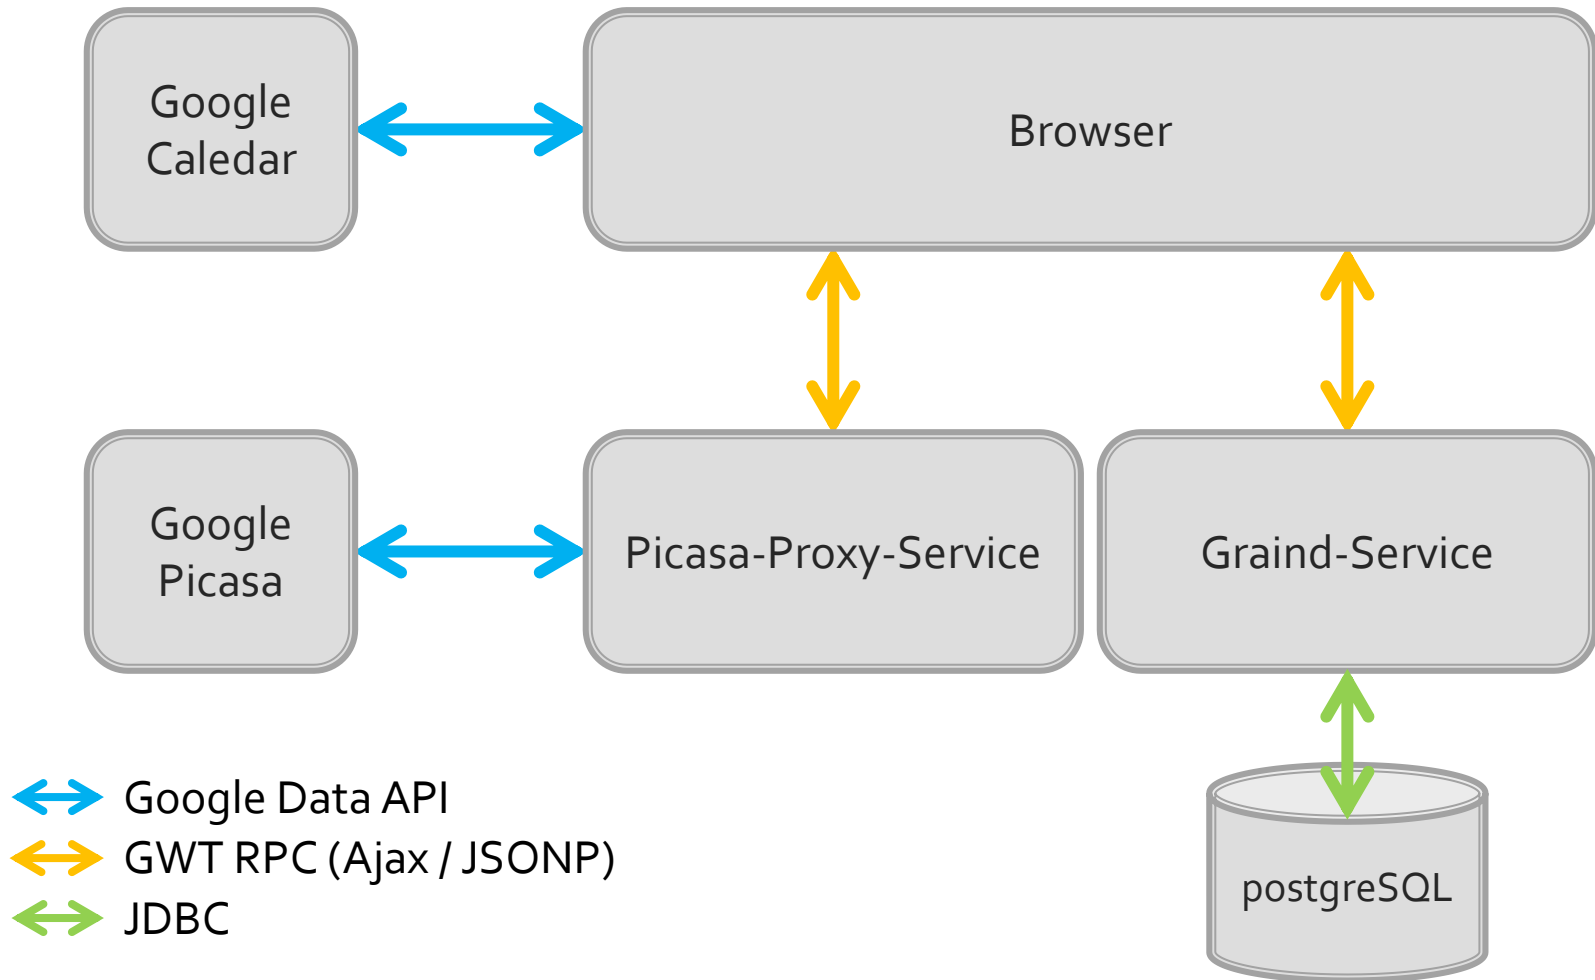 Google
Caledar
Browser
Google
Picasa
Picasa-Proxy-Service
Graind-Service
Google Data API
GWT RPC (Ajax / JSONP)
JDBC
postgreSQL